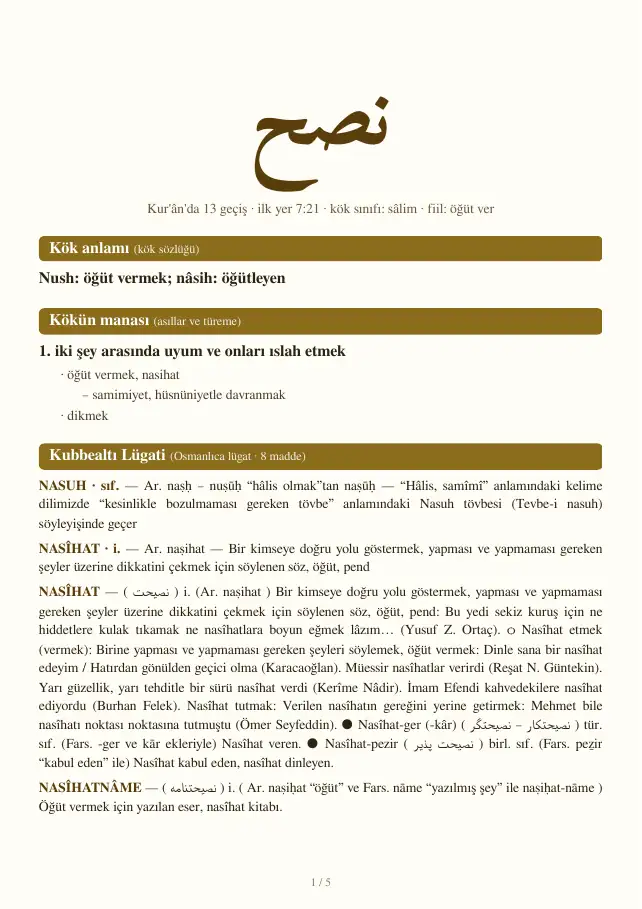 نصح
Kur'ân'da 13 geçiş · ilk yer 7:21 · kök sınıfı: sâlim · fiil: öğüt ver
Kök anlamı (kök sözlüğü)
Nush: öğüt vermek; nâsih: öğütleyen
Kökün manası (asıllar ve türeme)
1. iki şey arasında uyum ve onları ıslah etmek
· öğüt vermek, nasihat
– samimiyet, hüsnüniyetle davranmak
· dikmek
Kubbealtı Lügati (Osmanlıca lügat · 8 madde)
NASUH · sıf. — Ar. naṣḥ – nuṣūḥ “hâlis olmak”tan naṣūḥ — “Hâlis, samîmî” anlamındaki kelime
dilimizde “kesinlikle bozulmaması gereken tövbe” anlamındaki Nasuh tövbesi (Tevbe-i nasuh)
söyleyişinde geçer
NASÎHAT · i. — Ar. naṣihat — Bir kimseye doğru yolu göstermek, yapması ve yapmaması gereken
şeyler üzerine dikkatini çekmek için söylenen söz, öğüt, pend
NASÎHAT — ( نصيحت ) i. (Ar. naṣihat ) Bir kimseye doğru yolu göstermek, yapması ve yapmaması
gereken şeyler üzerine dikkatini çekmek için söylenen söz, öğüt, pend: Bu yedi sekiz kuruş için ne
hiddetlere kulak tıkamak ne nasîhatlara boyun eğmek lâzım… (Yusuf Z. Ortaç). ѻ Nasîhat etmek
(vermek): Birine yapması ve yapmaması gereken şeyleri söylemek, öğüt vermek: Dinle sana bir nasîhat
edeyim / Hatırdan gönülden geçici olma (Karacaoğlan). Müessir nasîhatlar verirdi (Reşat N. Güntekin).
Yarı güzellik, yarı tehditle bir sürü nasîhat verdi (Kerîme Nâdir). İmam Efendi kahvedekilere nasîhat
ediyordu (Burhan Felek). Nasîhat tutmak: Verilen nasîhatın gereğini yerine getirmek: Mehmet bile
nasîhatı noktası noktasına tutmuştu (Ömer Seyfeddin). ● Nasîhat-ger (-kâr) ( نصيحتكار – نصيحتگر ) tür.
sıf. (Fars. -ger ve kār ekleriyle) Nasîhat veren. ● Nasîhat-pezir ( نصيحت پذير ) birl. sıf. (Fars. peẕіr
“kabul eden” ile) Nasîhat kabul eden, nasîhat dinleyen.
NASÎHATNÂME — ( نصيحتنامه ) i. ( Ar. naṣiḥat “öğüt” ve Fars. nāme “yazılmış şey” ile naṣiḥat-nāme )
Öğüt vermek için yazılan eser, nasîhat kitabı.
1 / 5